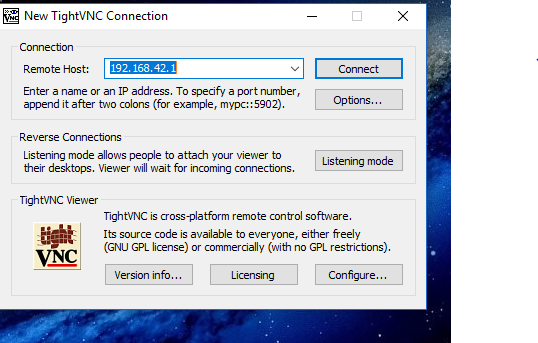 New TightVNC Connection
Connection
Remote Host: 192.168.42.1
Connect
Enter a name or an IP address. To specify a port number,
append it after two colons (for example, mypc::5902).
Options...
Reverse Connections
Listening mode allows people to attach your viewer to
their desktops. Viewer will wait for incoming connections.
Listening mode
TightVNC Viewer
tight
VNC
TightVNC is cross-platform remote control software.
Its source code is available to everyone, either freely
(GNU GPL license) or commercially (with no GPL restrictions).
Version info...
Licensing
Configure...